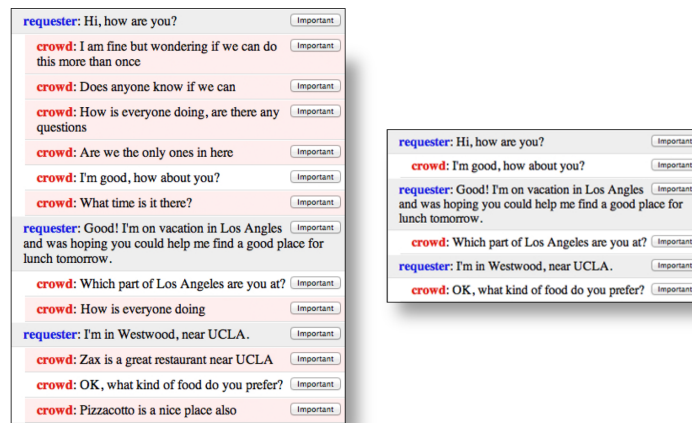 requester: Hi, how are you? Important
crowd: I am fine but wondering if we can do Important
this more than once
crowd: Does anyone know if we can Important
crowd: How is everyone doing, are there any Important
questions
crowd: Are we the only ones in here Important
crowd: I'm good, how about you? Important
crowd: What time is it there? Important
requester: Good! I'm on vacation in Los Angles Important
and was hoping you could help me find a good place for
lunch tomorrow.
crowd: Which part of Los Angeles are you at? Important
crowd: How is everyone doing Important
requester: I'm in Westwood, near UCLA. Important
crowd: Zax is a great restaurant near UCLA Important
crowd: OK, what kind of food do you prefer? Important
crowd: Pizzacotto is a nice place also Important
requester: Hi, how are you? Important
crowd: I'm good, how about you? Important
requester: Good! I'm on vacation in Los Angles Important
and was hoping you could help me find a good place for
lunch tomorrow.
crowd: Which part of Los Angeles are you at? Important
requester: I'm in Westwood, near UCLA. Important
crowd: OK, what kind of food do you prefer? Important